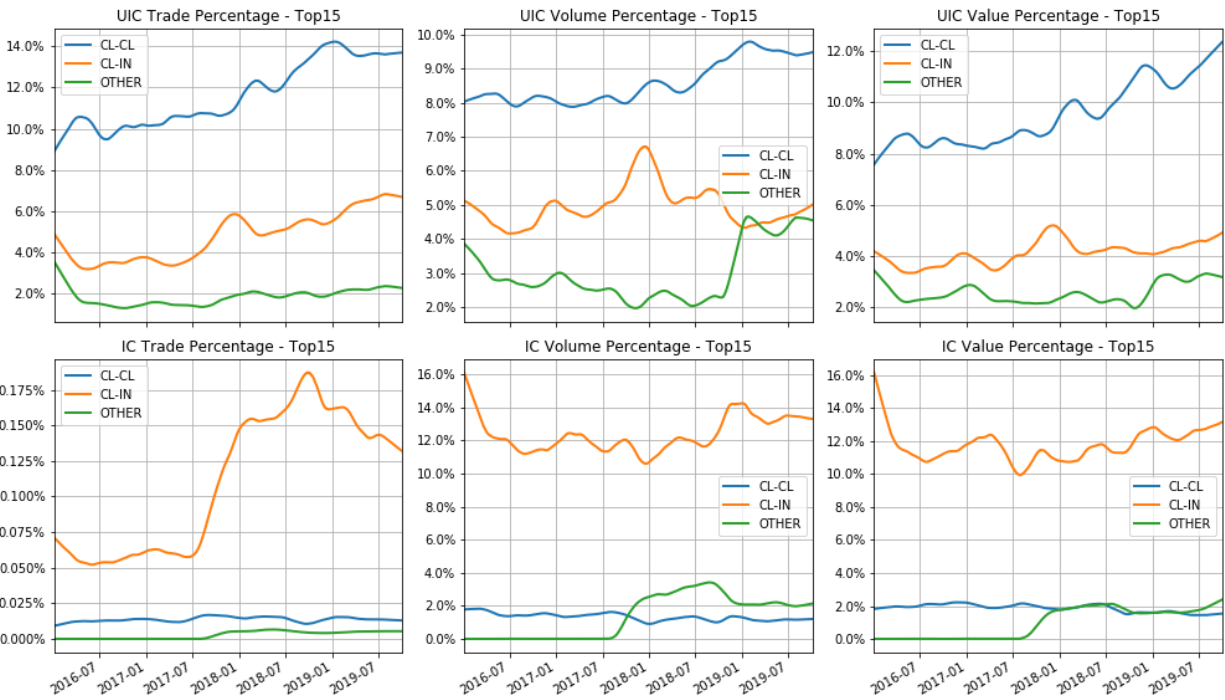 UIC Trade Percentage - Top15
14.0%
12.0%
10.0%
8.0%
6.0%
4.0%
2.0%
CL-CL
CL-IN
OTHER
UIC Volume Percentage - Top15
10.0%
9.0%
8.0%
7.0%
6.0%
5.0%
4.0%
3.0%
2.0%
CL-CL
CL-IN
OTHER
UIC Value Percentage - Top15
12.0%
10.0%
8.0%
6.0%
4.0%
2.0%
CL-CL
CL-IN
OTHER
IC Trade Percentage - Top15
0.175%
0.150%
0.125%
0.100%
0.075%
0.050%
0.025%
0.000%
CL-CL
CL-IN
OTHER
2016-07
2017-01
2017-07
2018-01
2018-07
2019-01
2019-07
IC Volume Percentage - Top15
16.0%
14.0%
12.0%
10.0%
8.0%
6.0%
4.0%
2.0%
0.0%
CL-CL
CL-IN
OTHER
2016-07
2017-01
2017-07
2018-01
2018-07
2019-01
2019-07
IC Value Percentage - Top15
16.0%
14.0%
12.0%
10.0%
8.0%
6.0%
4.0%
2.0%
0.0%
CL-CL
CL-IN
OTHER
2016-07
2017-01
2017-07
2018-01
2018-07
2019-01
2019-07